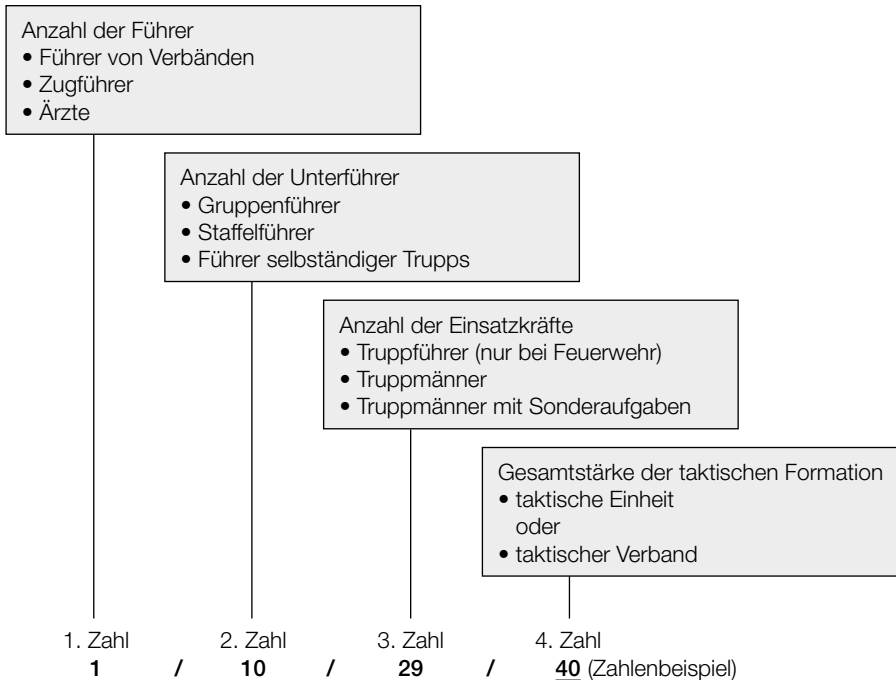 Anzahl der Führer
• Führer von Verbänden
• Zugführer
• Ärzte
Anzahl der Unterführer
• Gruppenführer
• Staffelführer
• Führer selbständiger Trupps
Anzahl der Einsatzkräfte
• Truppführer (nur bei Feuerwehr)
• Truppmänner
• Truppmänner mit Sonderaufgaben
Gesamtstärke der taktischen Formation
• taktische Einheit
oder
• taktischer Verband
1. Zahl 2. Zahl 3. Zahl 4. Zahl
1 / 10 / 29 / 40 (Zahlenbeispiel)